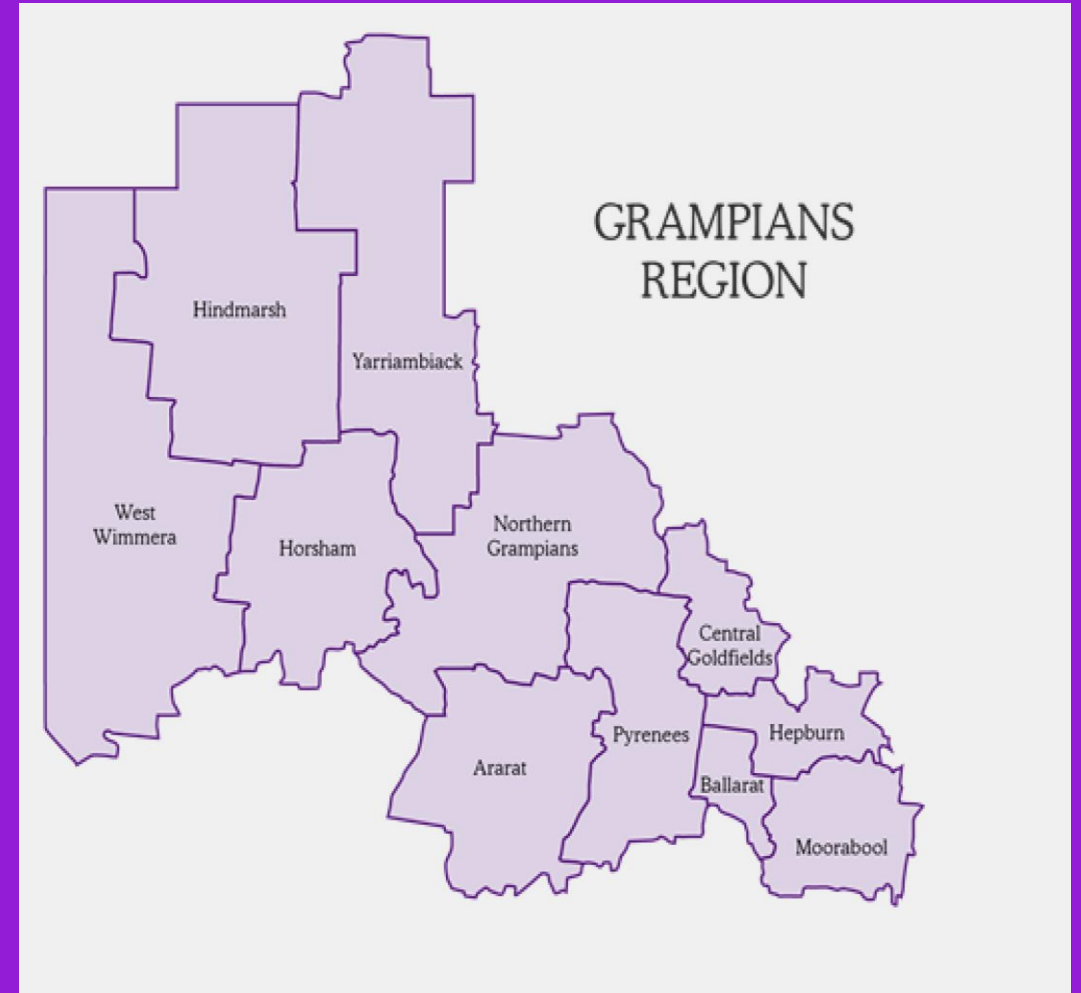 GRAMPIANS
REGION
Hindmarsh
Yarriambiack
West
Wimmera
Horsham
Northern
Grampians
Central
Goldfields
Pyrenees
Hepburn
Ararat
Ballarat
Moorabool